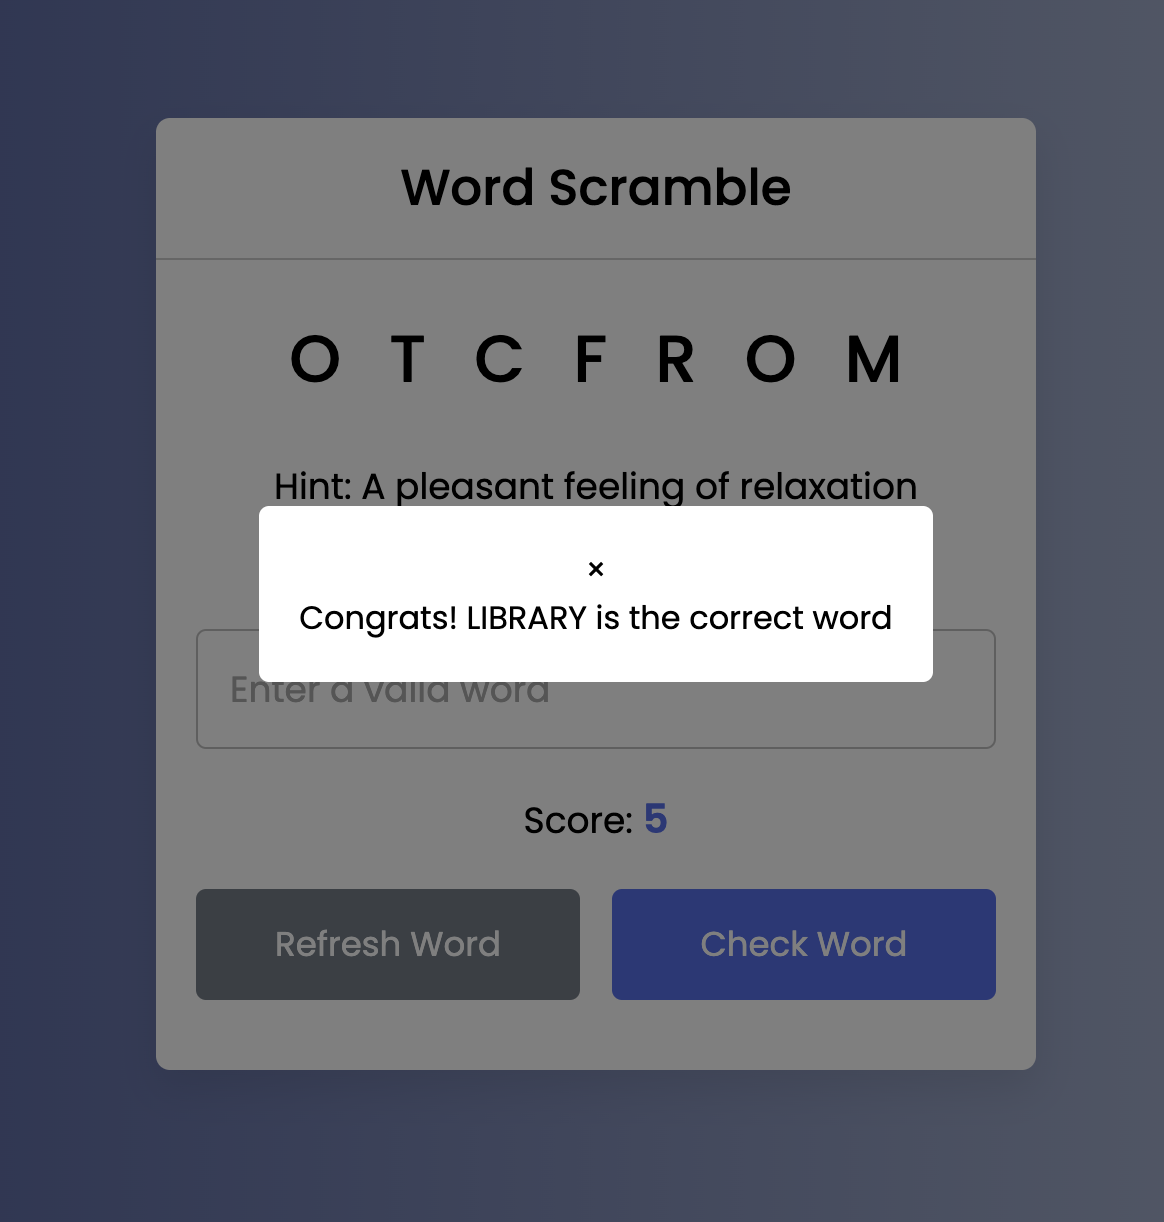 Word Scramble
O T C F R O M
Hint: A pleasant feeling of relaxation
×
Congrats! LIBRARY is the correct word
Enter a valid word
Score: 5
Refresh Word
Check Word